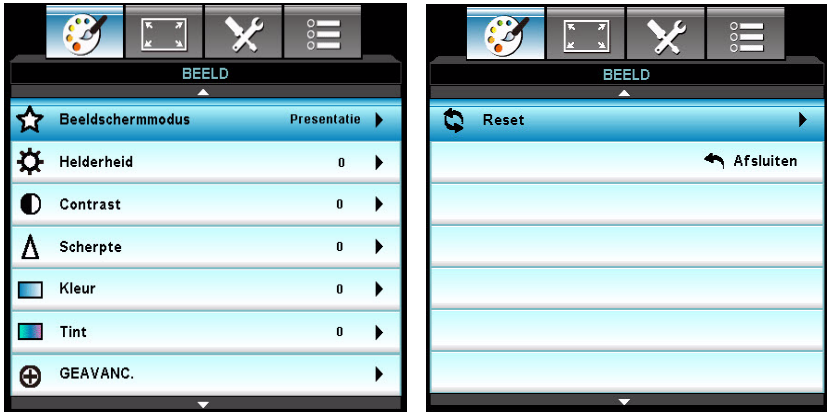 BEELD
Beeldschermmodus Presentatie
Helderheid 0
Contrast 0
Scherpte 0
Kleur 0
Tint 0
GEAVANC.
BEELD
Reset
Afsluiten